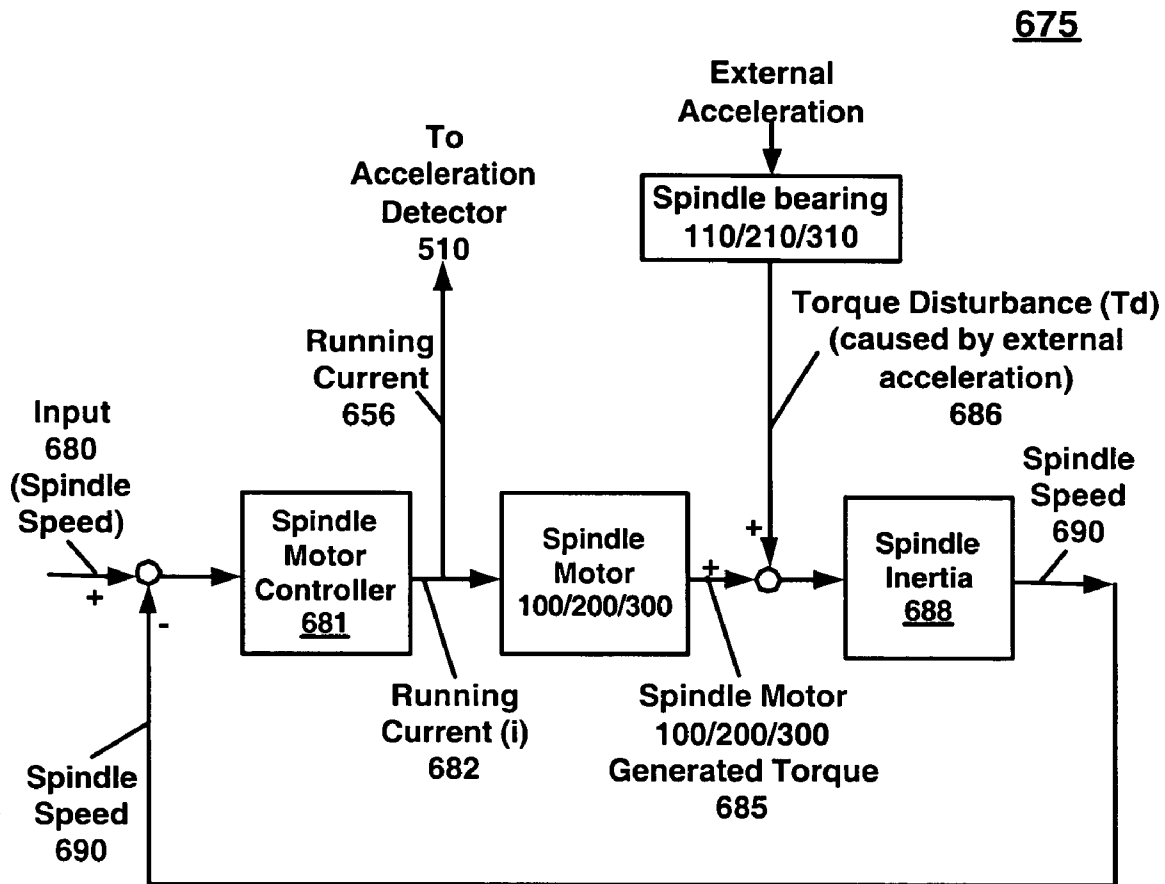 675
External
Acceleration
To
Acceleration
Detector
510
Spindle bearing
110/210/310
Running
Current
656
Torque Disturbance (Td)
(caused by external
acceleration)
686
Input
680
(Spindle
Speed)
+
-
Spindle
Motor
Controller
681
Spindle
Motor
100/200/300
+
+
Spindle
Inertia
688
Spindle
Speed
690
Running
Current (i)
682
Spindle Motor
100/200/300
Generated Torque
685
Spindle
Speed
690